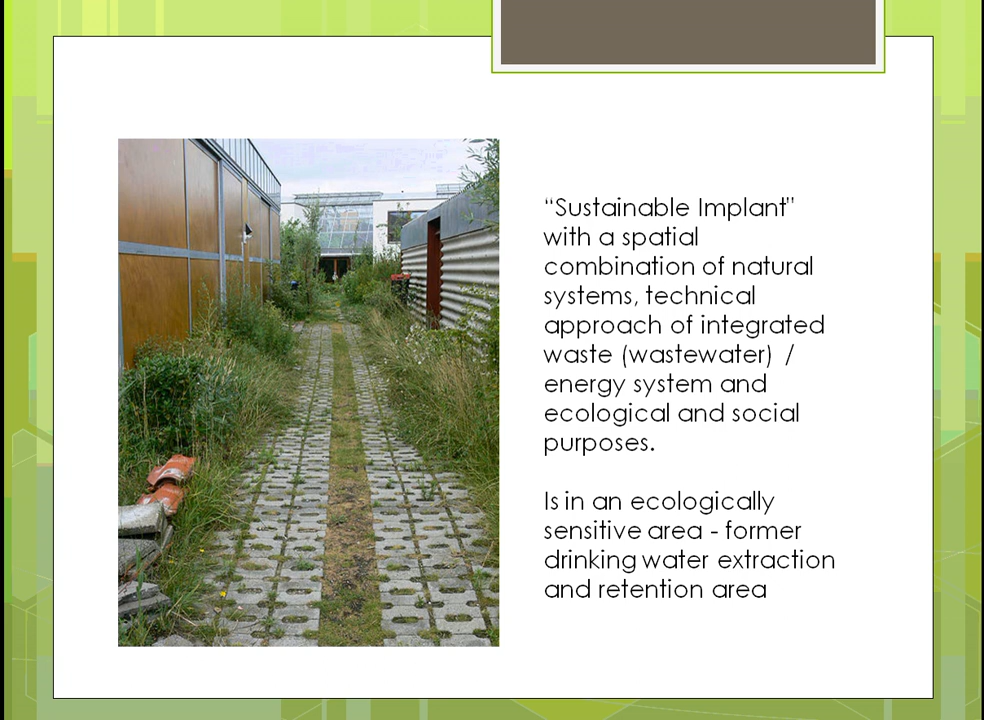 “Sustainable Implant”
with a spatial
combination of natural
systems, technical
approach of integrated
waste (wastewater) /
energy system and
ecological and social
purposes.
Is in an ecologically
sensitive area - former
drinking water extraction
and retention area